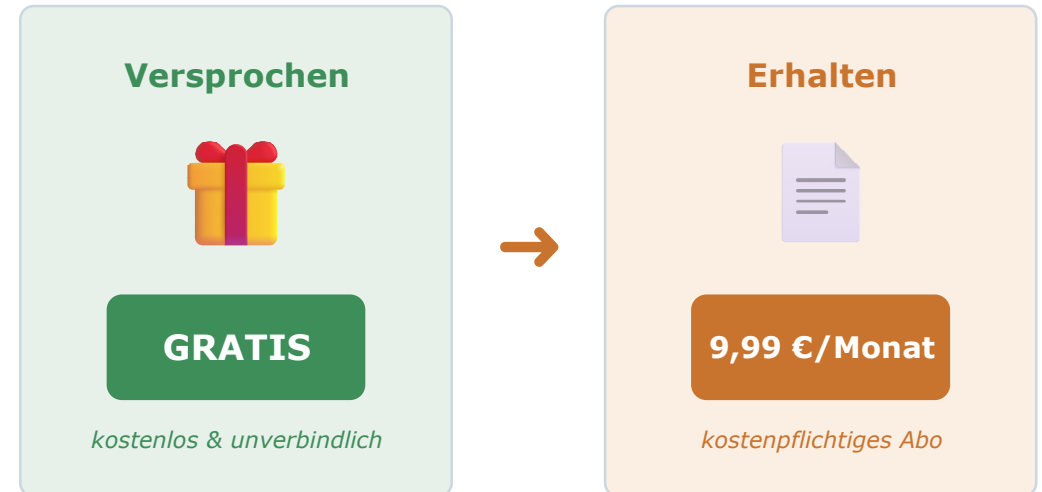 Versprochen
GRATIS
kostenlos & unverbindlich
Erhalten
9,99 €/Monat
kostenpflichtiges Abo